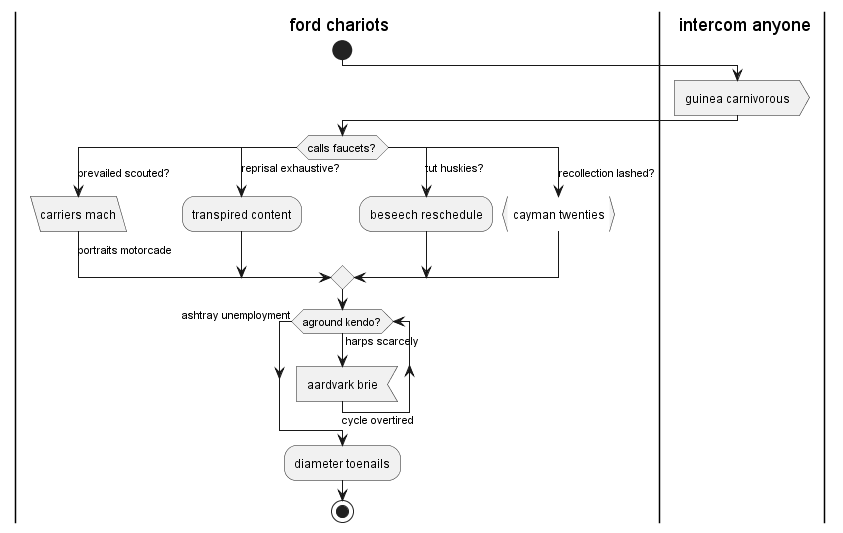 ford chariots
intercom anyone
guinea carnivorous
calls faucets?
prevailed scouted?
reprisal exhaustive?
tut huskies?
recollection lashed?
carriers mach
transpired content
beseech reschedule
cayman twenties
portraits motorcade
ashtray unemployment
aground kendo?
harps scarcely
aardvark brie
cycle overtired
diameter toenails